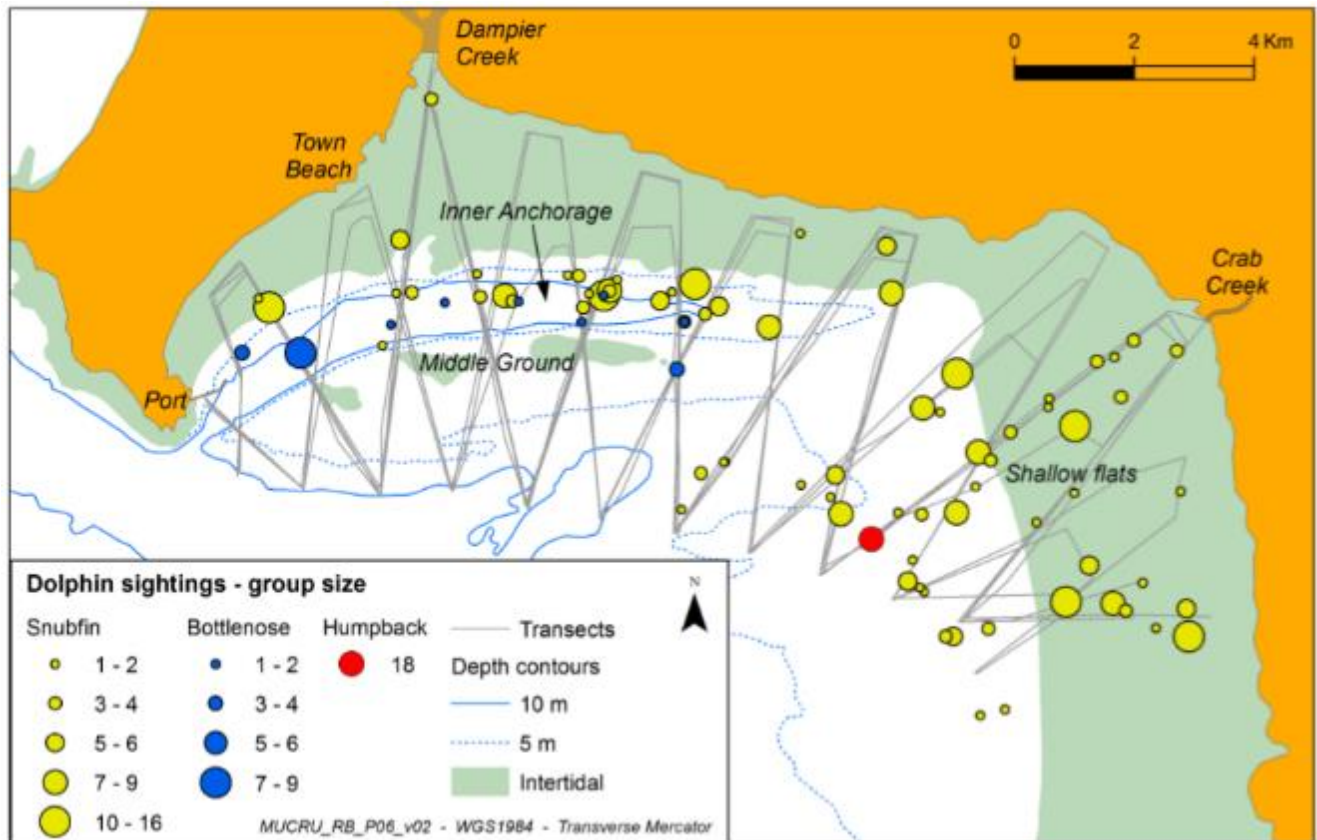 Dampier
Creek
0 2 4 Km
Town
Beach
Inner Anchorage
Crab
Creek
Middle Ground
Port
Shallow flats
Dolphin sightings - group size
N
Snubfin Bottlenose Humpback Transects
1 - 2 1 - 2 18 Depth contours
3 - 4 3 - 4 10 m
5 - 6 5 - 6 5 m
7 - 9 7 - 9 Intertidal
10 - 16 MUCRU_RB_P06_v02 - WGS1984 - Transverse Mercator